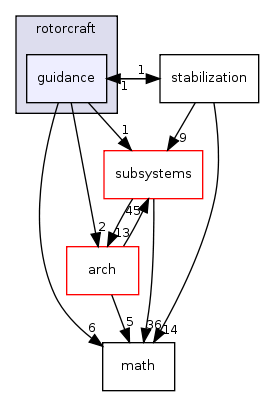 rotorcraft
guidance
1
1
stabilization
1
9
subsystems
45
13
2
arch
6
5
36
14
math